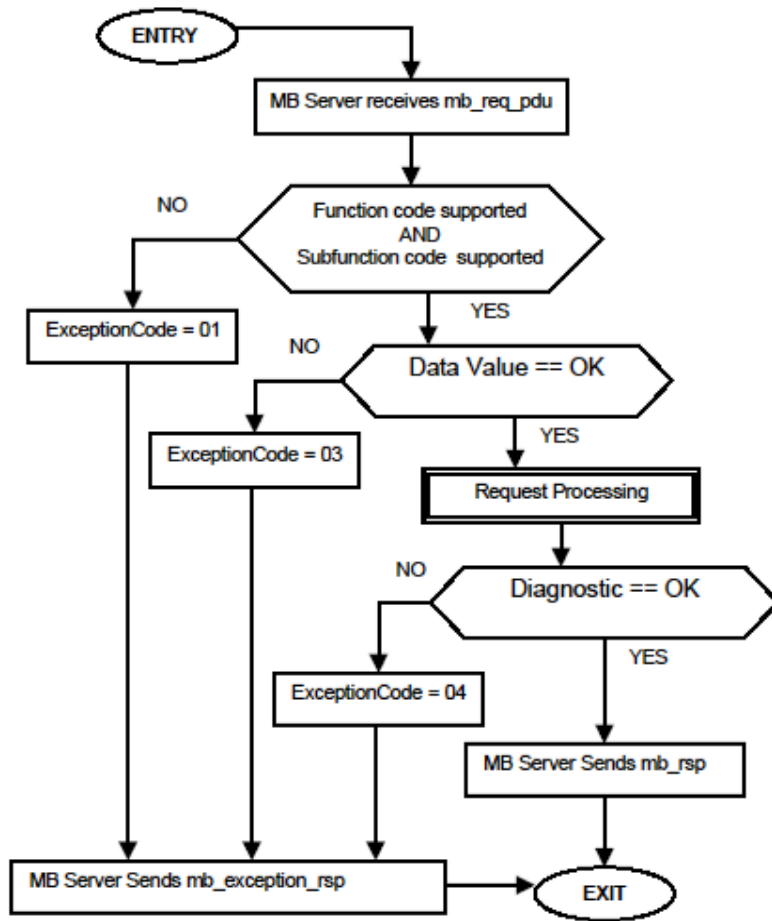 ENTRY
MB Server receives mb_req_pdu
NO
Function code supported
AND
Subfunction code supported
YES
ExceptionCode = 01
NO
Data Value == OK
YES
ExceptionCode = 03
Request Processing
NO
Diagnostic == OK
YES
ExceptionCode = 04
MB Server Sends mb_rsp
MB Server Sends mb_exception_rsp
EXIT